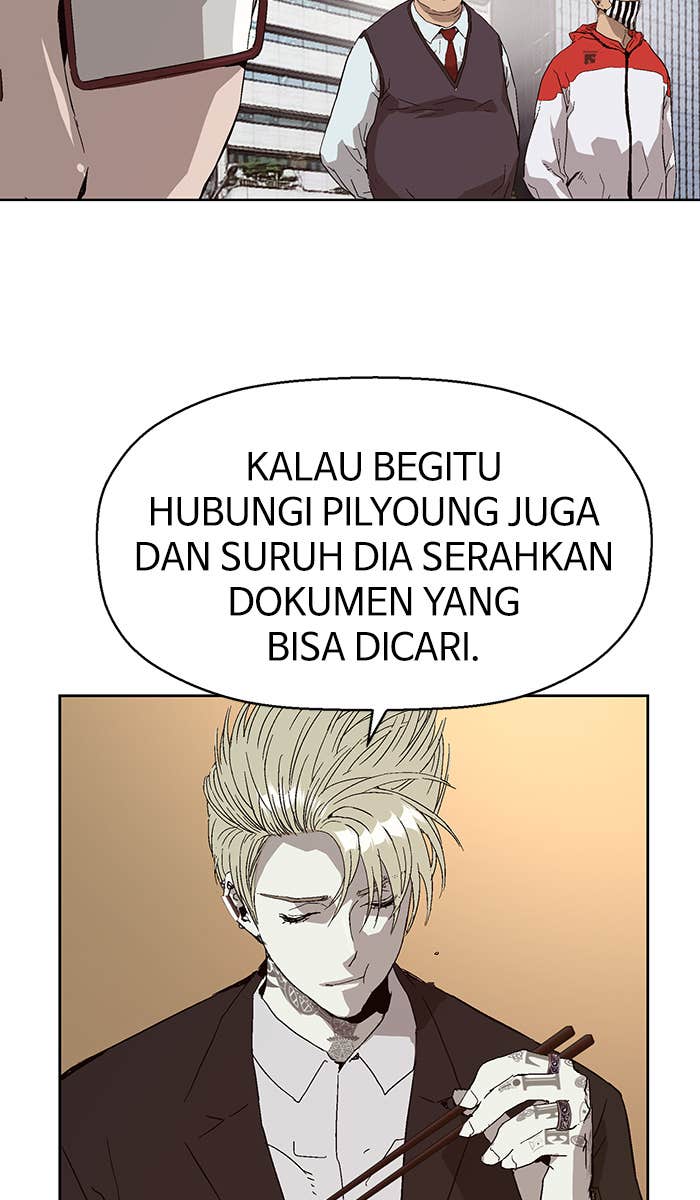 KALAU BEGITU
HUBUNGI PILYOUNG JUGA
DAN SURUH DIA SERAHKAN
DOKUMEN YANG
BISA DICARI.